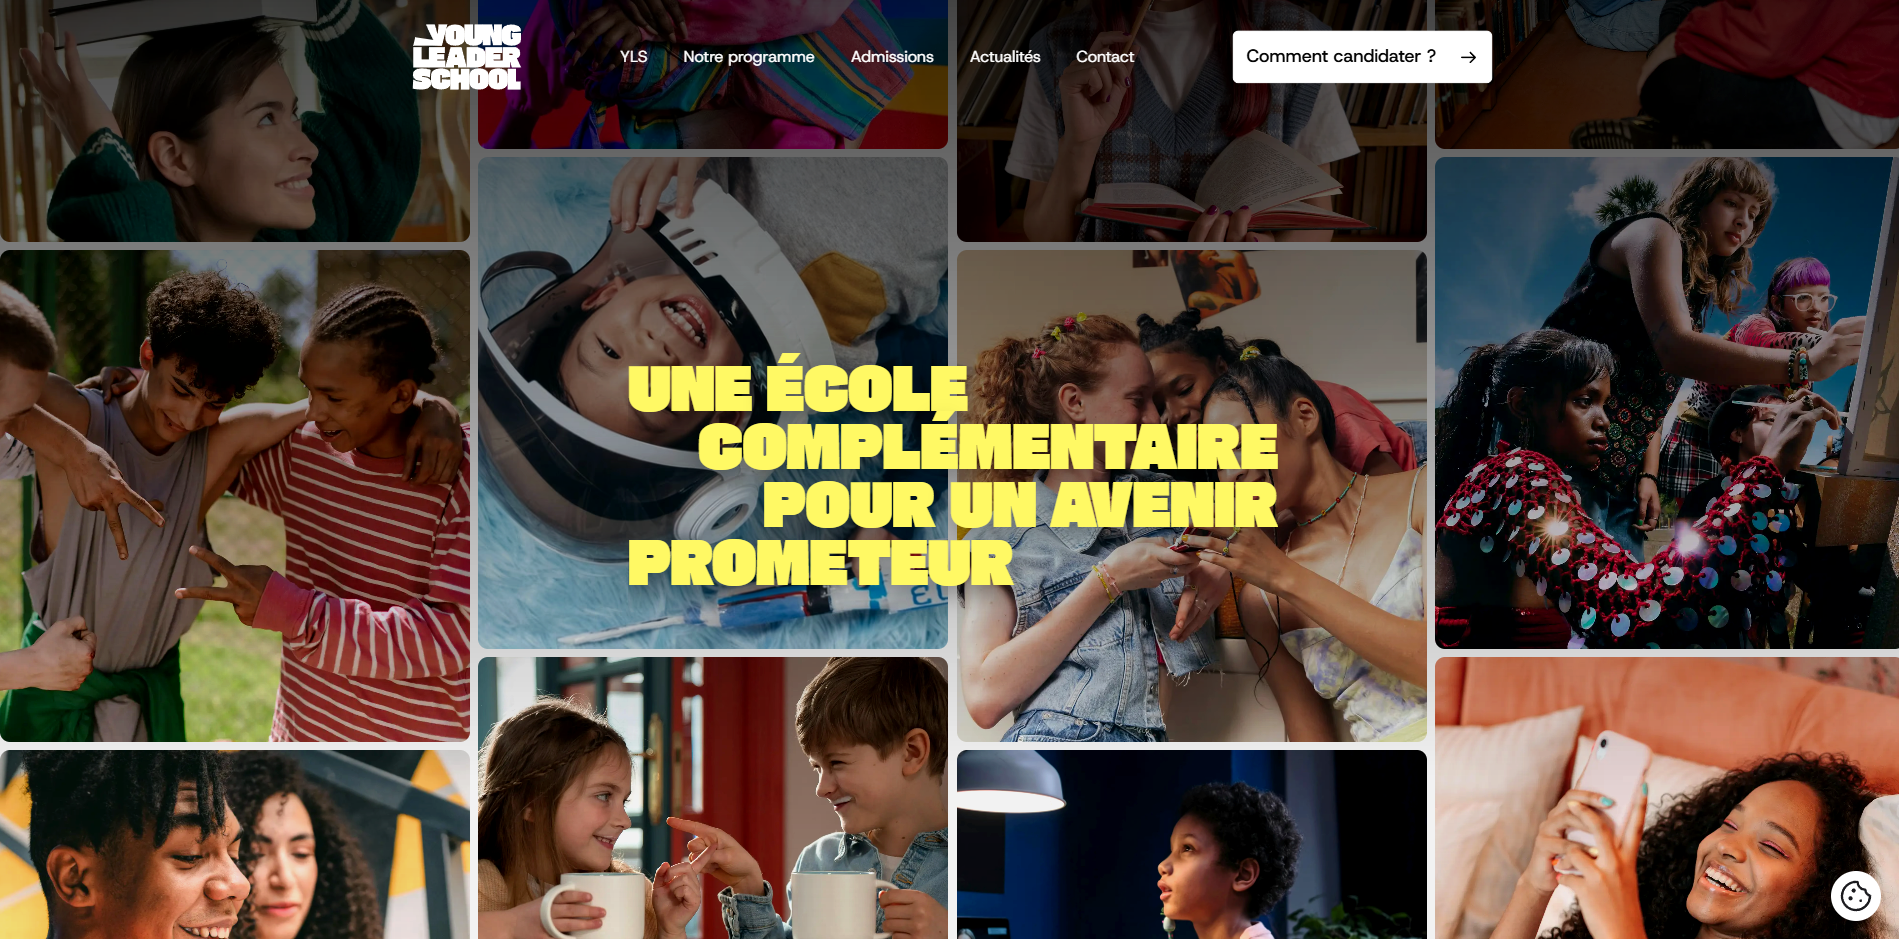 YOUNG
LEADER
SCHOOL
YLS
Notre programme
Admissions
Actualités
Contact
Comment candidater ?
UNE ÉCOLE
COMPLÉMENTAIRE
POUR UN AVENIR
PROMETEUR